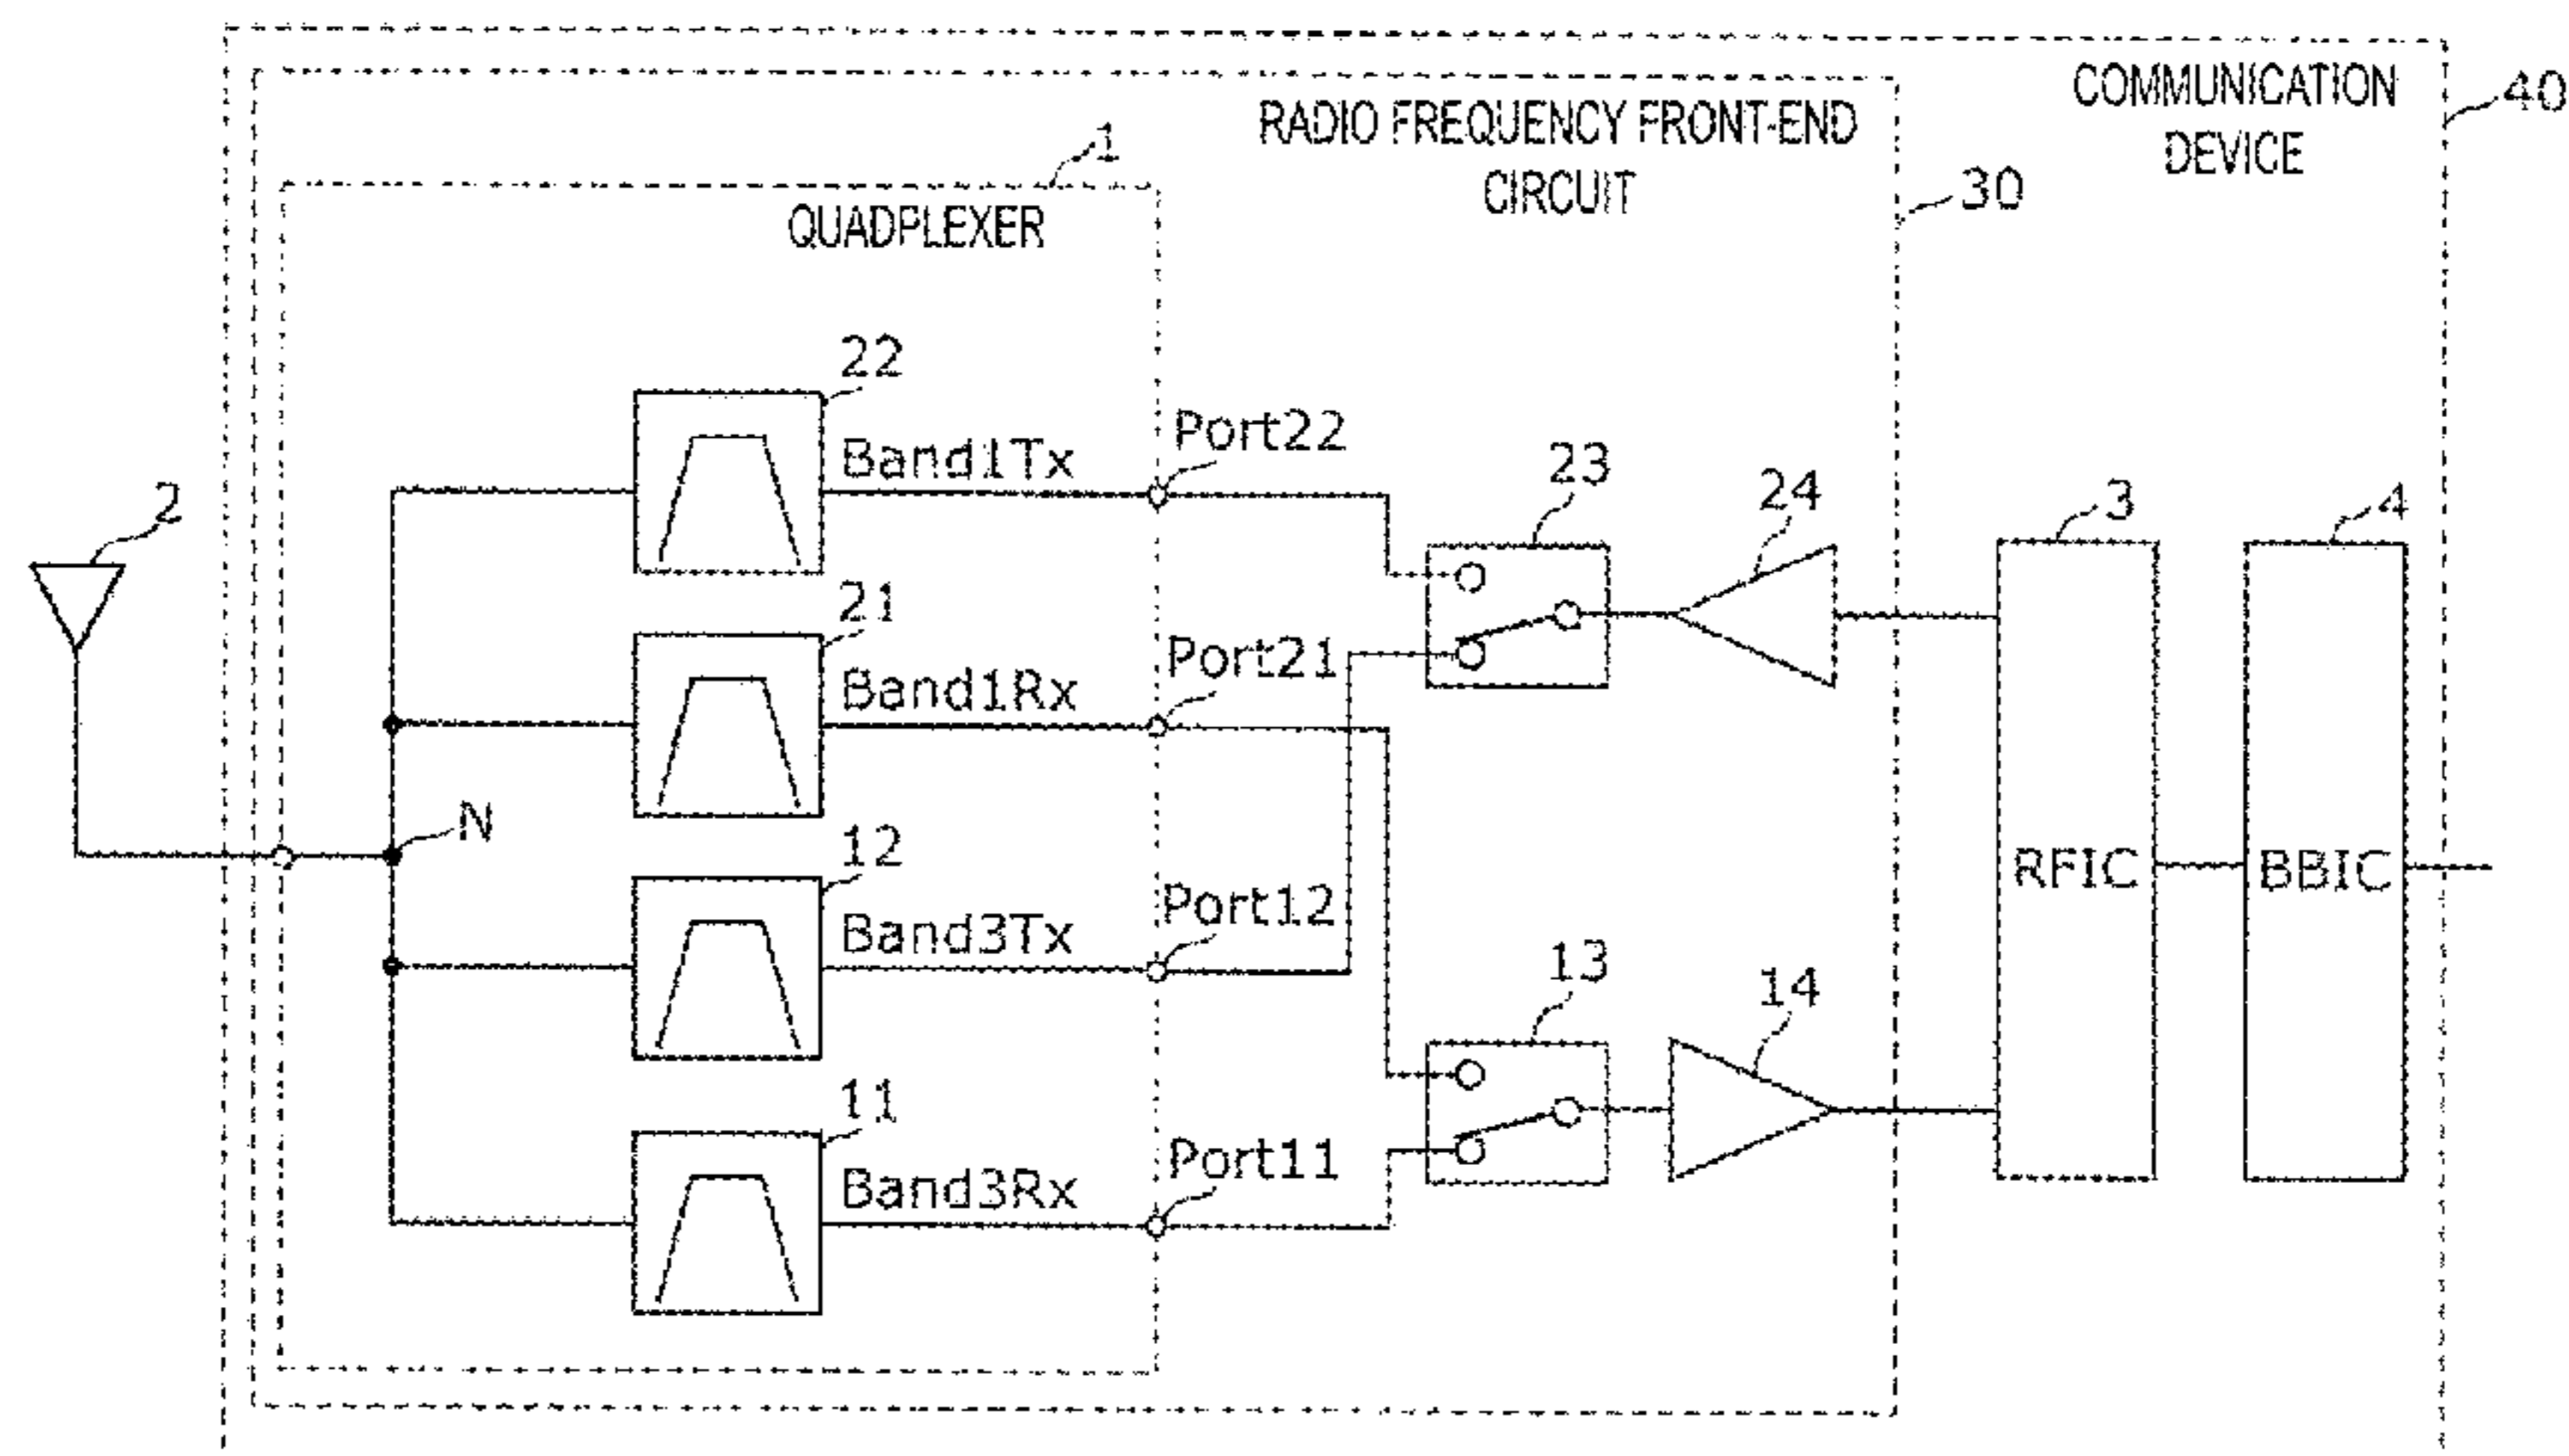 COMMUNICATION
DEVICE
40
RADIO FREQUENCY FRONT-END
CIRCUIT
30
1
QUADPLEXER
22
Band1Tx
Port22
23
24
3
4
2
21
Band1Rx
Port21
N
12
Band3Tx
Port12
RFIC
BBIC
13
14
11
Band3Rx
Port11